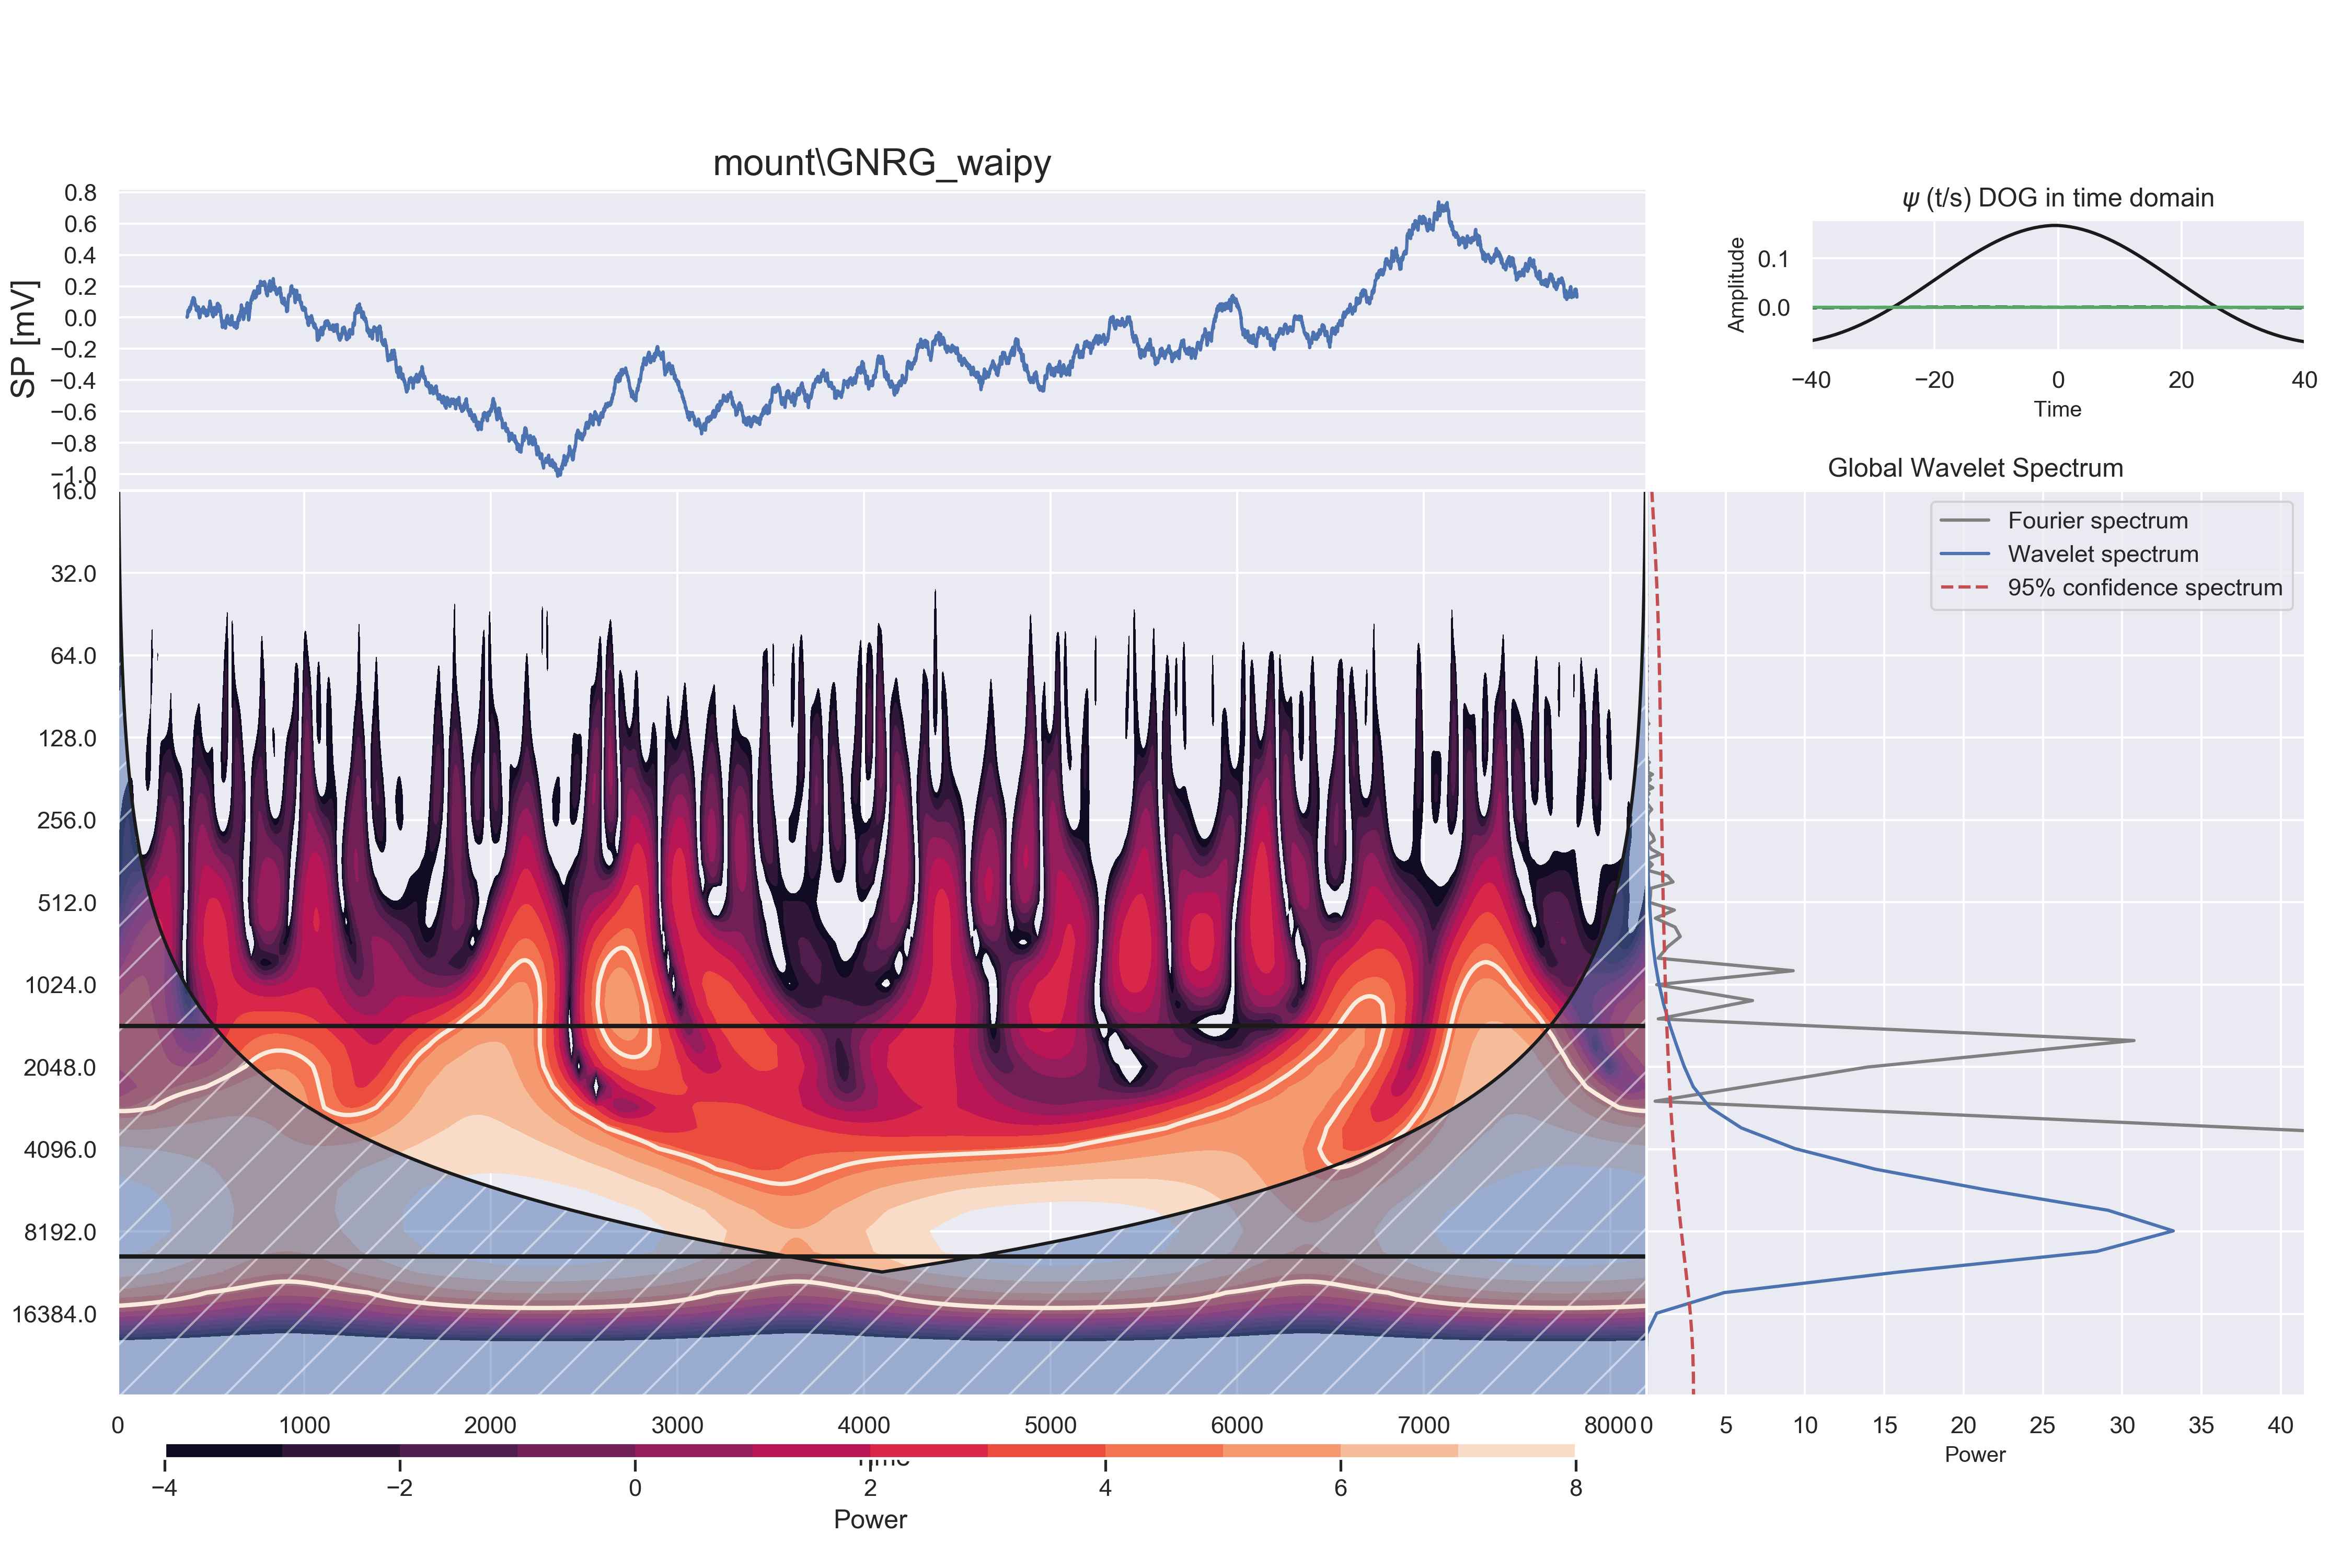 mount\GNRG_waipy
SP [mV]
0.8
0.6
0.4
0.2
0.0
−0.2
−0.4
−0.6
−0.8
−1.0
ψ (t/s) DOG in time domain
Amplitude
0.1
0.0
−40 −20 0 20 40
Time
16.0
32.0
64.0
128.0
256.0
512.0
1024.0
2048.0
4096.0
8192.0
16384.0
0 1000 2000 3000 4000 5000 6000 7000 8000
Global Wavelet Spectrum
Fourier spectrum
Wavelet spectrum
95% confidence spectrum
0 5 10 15 20 25 30 35 40
Power
−4 −2 0 2 4 6 8
Power